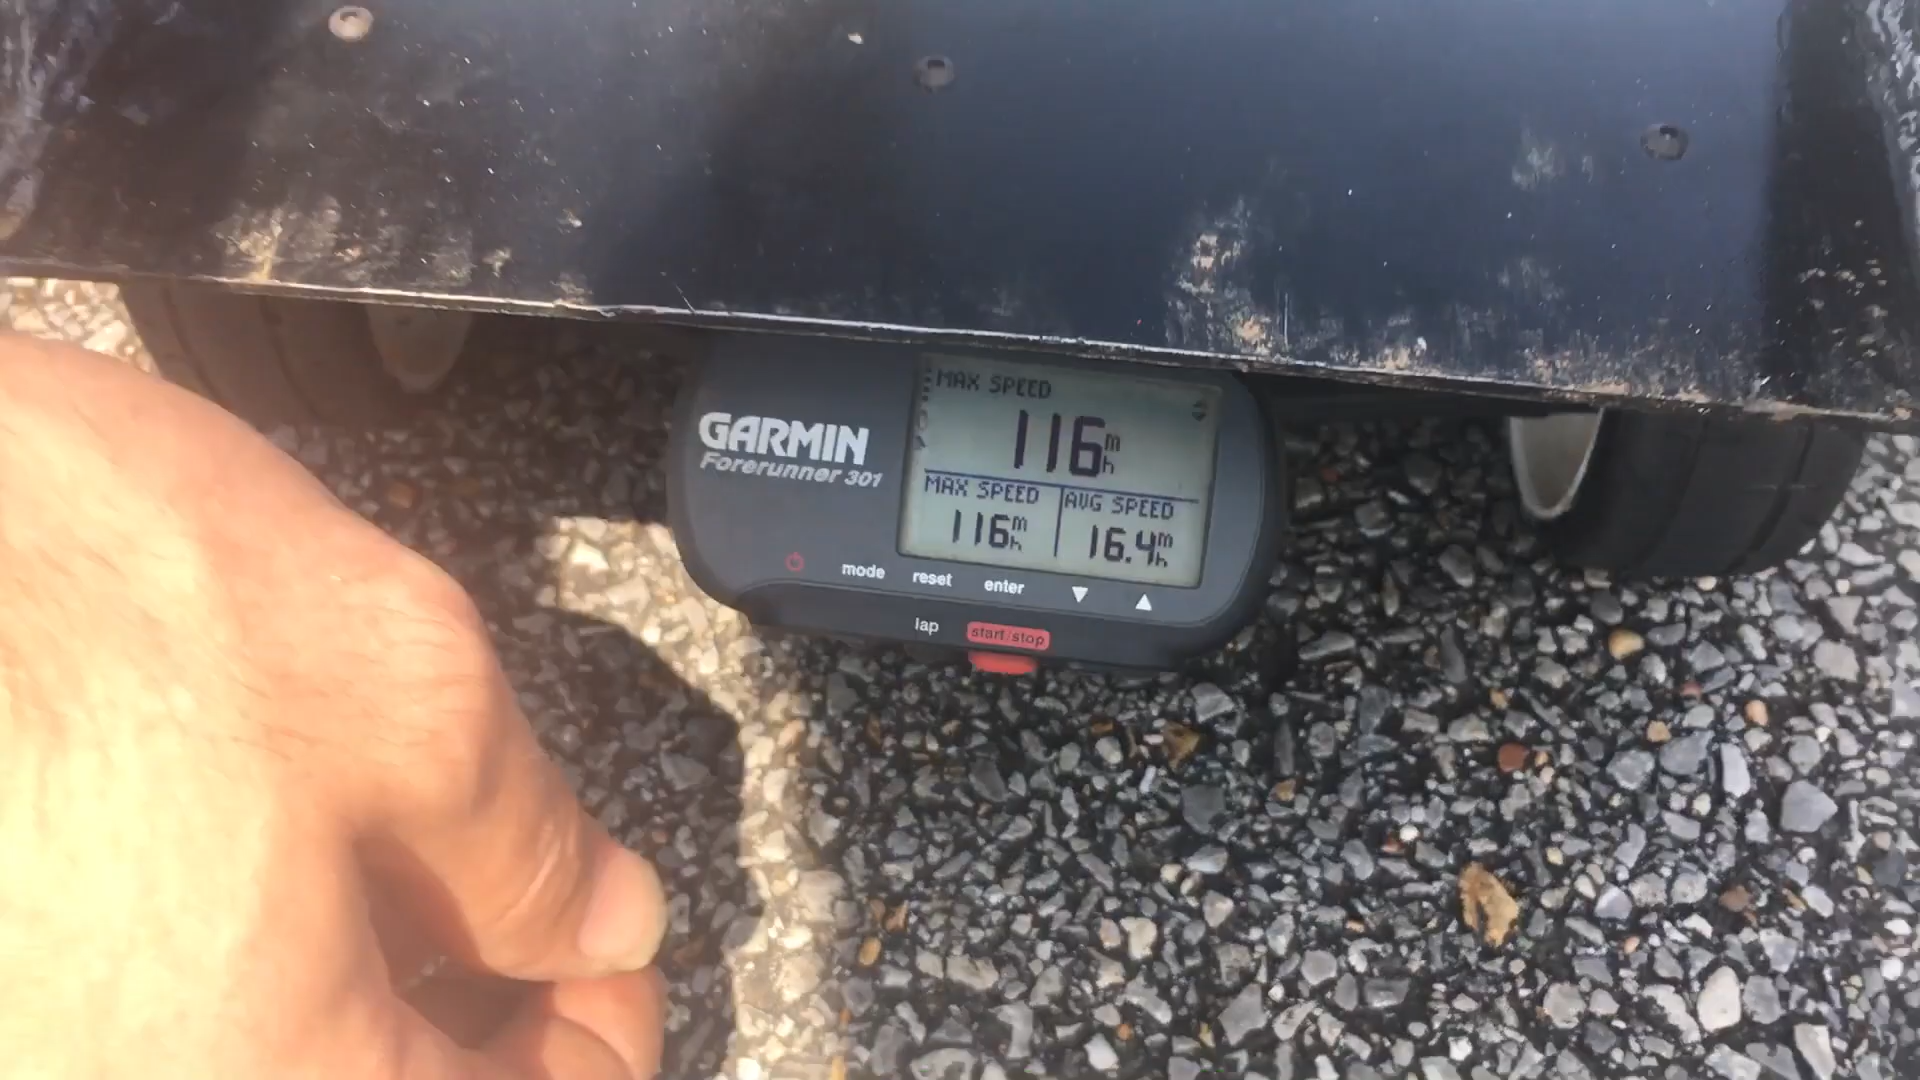 GARMIN
Forerunner 301
MAX SPEED
116 m/h
MAX SPEED
116 m/h
AVG SPEED
16.4 m/h
mode reset enter ▼ ▲
lap start/stop